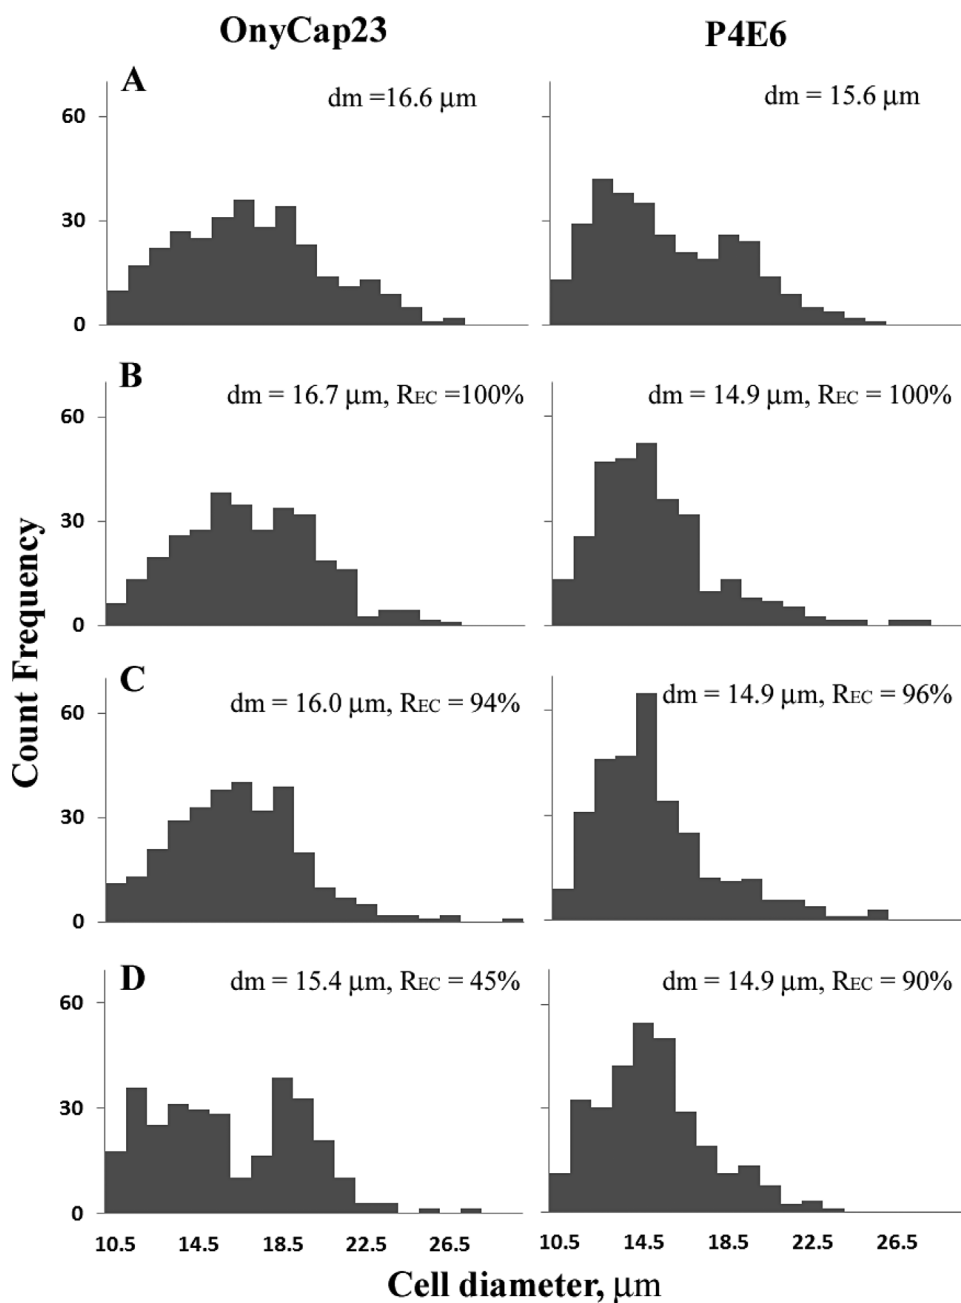 OnyCap23
P4E6
A
dm =16.6 μm
dm = 15.6 μm
60
30
0
B
dm = 16.7 μm, REC =100%
dm = 14.9 μm, REC = 100%
60
30
0
C
dm = 16.0 μm, REC = 94%
dm = 14.9 μm, REC = 96%
60
30
0
D
dm = 15.4 μm, REC = 45%
dm = 14.9 μm, REC = 90%
60
30
0
Count Frequency
10.5 14.5 18.5 22.5 26.5
10.5 14.5 18.5 22.5 26.5
Cell diameter, μm